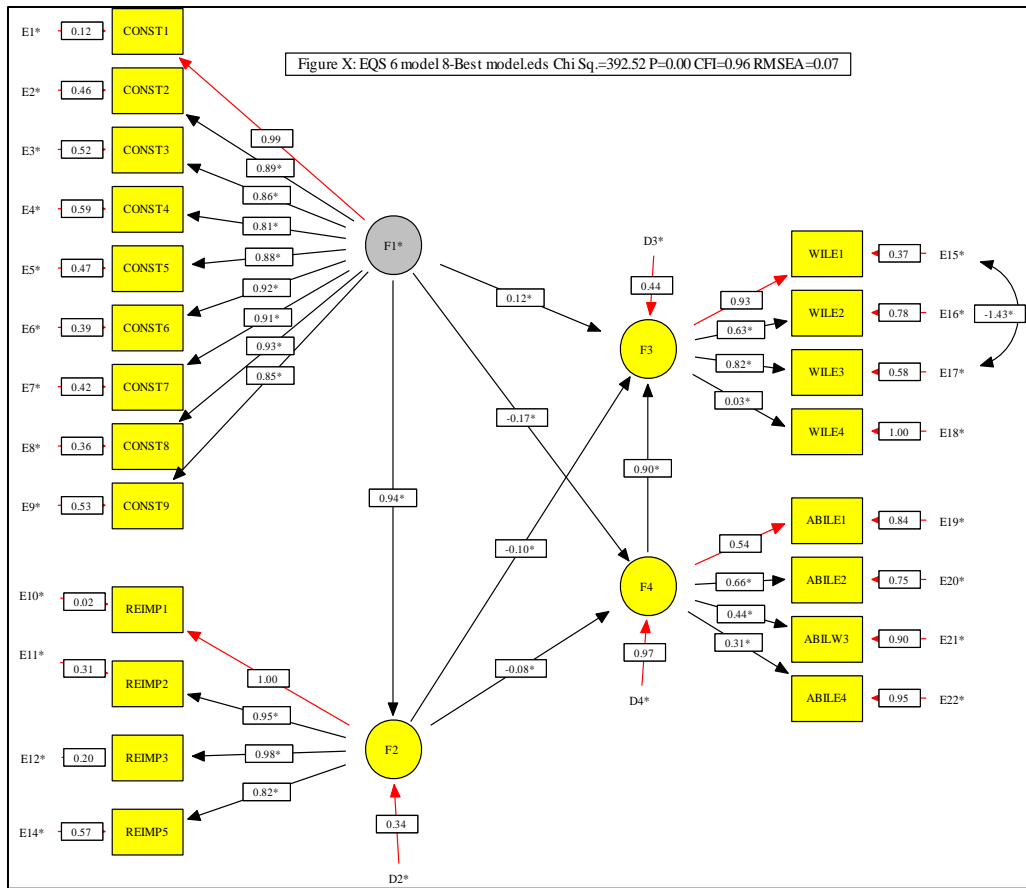 Figure X: EQS 6 model 8-Best model.eds Chi Sq.=392.52 P=0.00 CFI=0.96 RMSEA=0.07
E1* 0.12 CONST1
E2* 0.46 CONST2
E3* 0.52 CONST3
E4* 0.59 CONST4
E5* 0.47 CONST5
E6* 0.39 CONST6
E7* 0.42 CONST7
E8* 0.36 CONST8
E9* 0.53 CONST9
0.99
0.89*
0.86*
0.81*
0.88*
0.92*
0.91*
0.93*
0.85*
F1*
0.12*
-0.17*
0.94*
-0.10*
-0.08*
0.90*
D3*
0.44
F3
0.93
0.63*
0.82*
0.03*
WILE1 0.37 E15*
WILE2 0.78 E16*
WILE3 0.58 E17*
WILE4 1.00 E18*
-1.43*
F4
0.97
D4*
0.54
0.66*
0.44*
0.31*
ABILE1 0.84 E19*
ABILE2 0.75 E20*
ABILW3 0.90 E21*
ABILE4 0.95 E22*
E10* 0.02 REIMP1
E11* 0.31 REIMP2
E12* 0.20 REIMP3
E14* 0.57 REIMP5
1.00
0.95*
0.98*
0.82*
F2
0.34
D2*